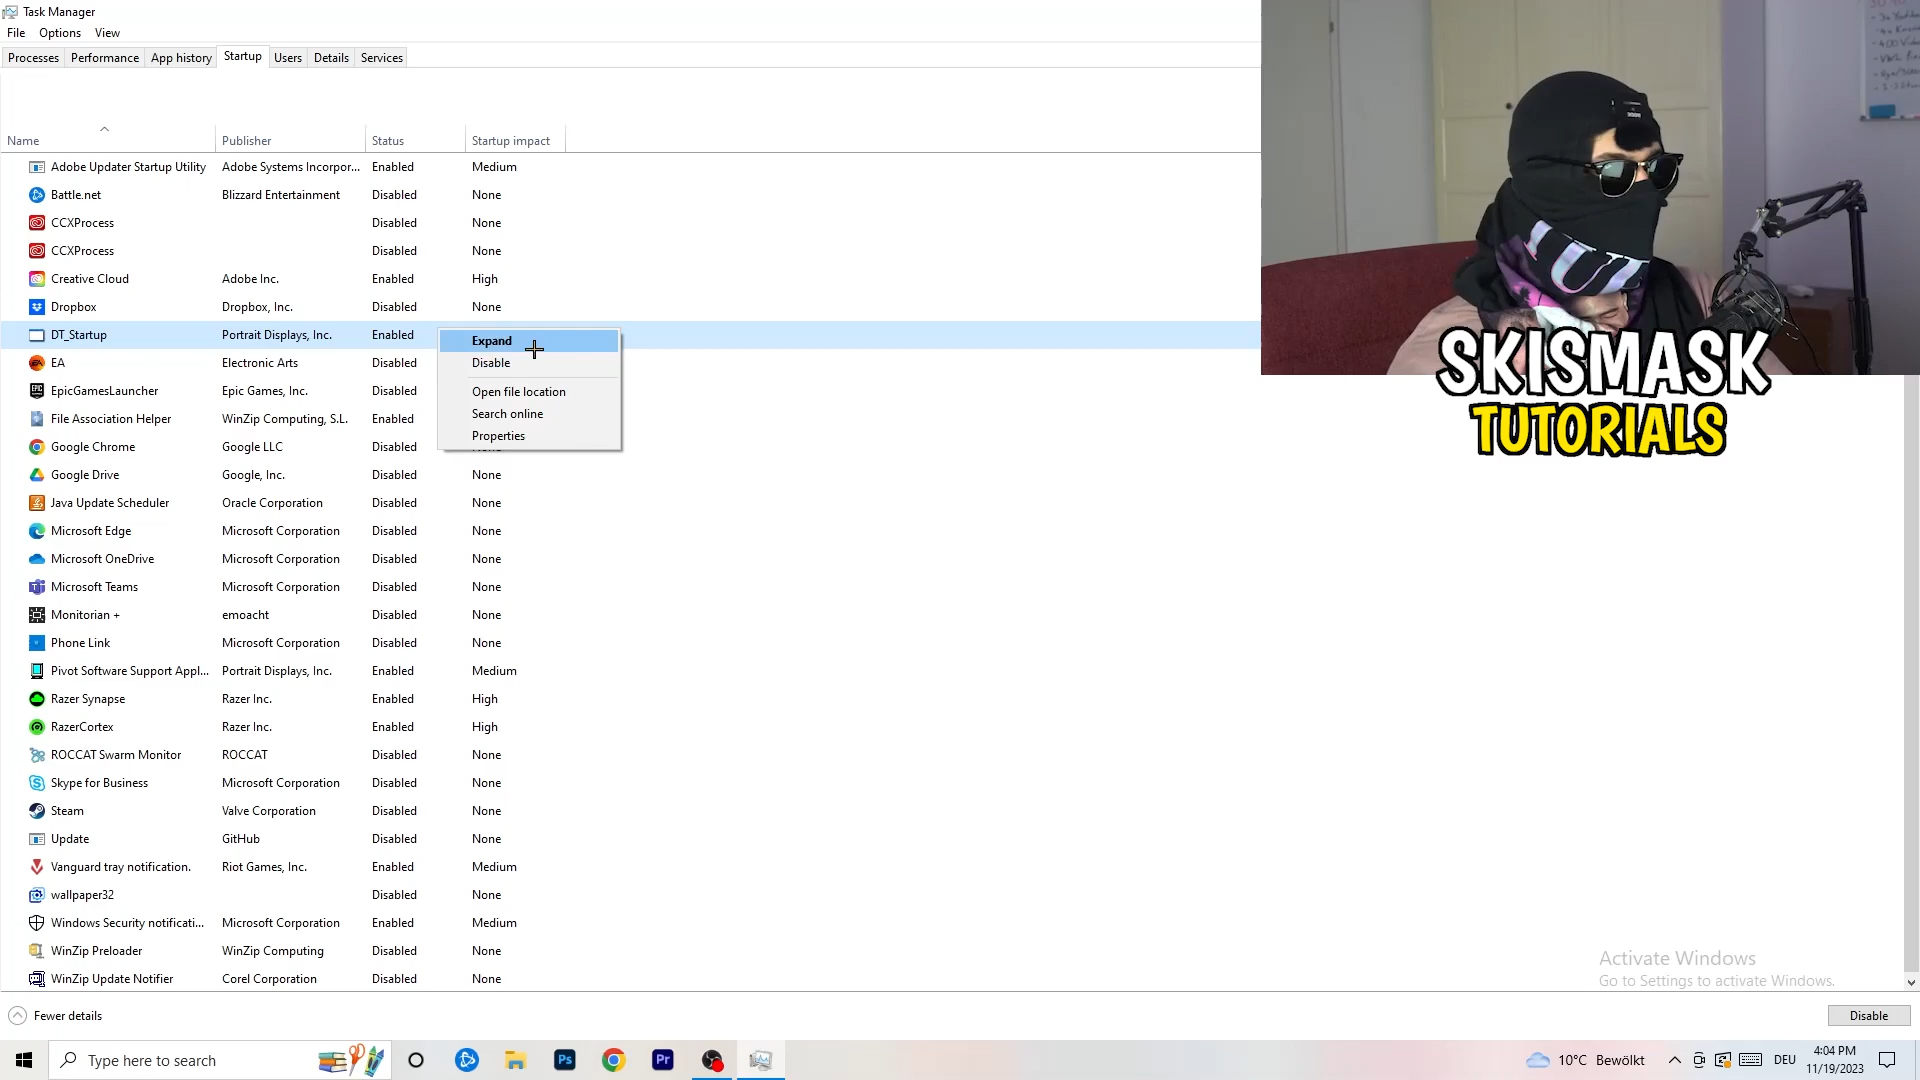 Task Manager
File Options View
Processes Performance App history Startup Users Details Services
Name Publisher Status Startup impact
Adobe Updater Startup Utility Adobe Systems Incorpor... Enabled Medium
Battle.net Blizzard Entertainment Disabled None
CCXProcess Disabled None
CCXProcess Disabled None
Creative Cloud Adobe Inc. Enabled High
Dropbox Dropbox, Inc. Disabled None
DT_Startup Portrait Displays, Inc. Enabled
EA Electronic Arts Disabled
EpicGamesLauncher Epic Games, Inc. Disabled
File Association Helper WinZip Computing, S.L. Enabled
Google Chrome Google LLC Disabled
Google Drive Google, Inc. Disabled None
Java Update Scheduler Oracle Corporation Disabled None
Microsoft Edge Microsoft Corporation Disabled None
Microsoft OneDrive Microsoft Corporation Disabled None
Microsoft Teams Microsoft Corporation Disabled None
Monitorian + emoacht Disabled None
Phone Link Microsoft Corporation Disabled None
Pivot Software Support Appl... Portrait Displays, Inc. Enabled Medium
Razer Synapse Razer Inc. Enabled High
RazerCortex Razer Inc. Enabled High
ROCCAT Swarm Monitor ROCCAT Disabled None
Skype for Business Microsoft Corporation Disabled None
Steam Valve Corporation Disabled None
Update GitHub Disabled None
Vanguard tray notification. Riot Games, Inc. Enabled Medium
wallpaper32 Disabled None
Windows Security notificati... Microsoft Corporation Enabled Medium
WinZip Preloader WinZip Computing Disabled None
WinZip Update Notifier Corel Corporation Disabled None
Expand
Disable
Open file location
Search online
Properties
SKISMASK
TUTORIALS
Activate Windows
Go to Settings to activate Windows.
Fewer details
Disable
Type here to search
Ps
Pr
10°C Bewölkt
DEU
4:04 PM
11/19/2023